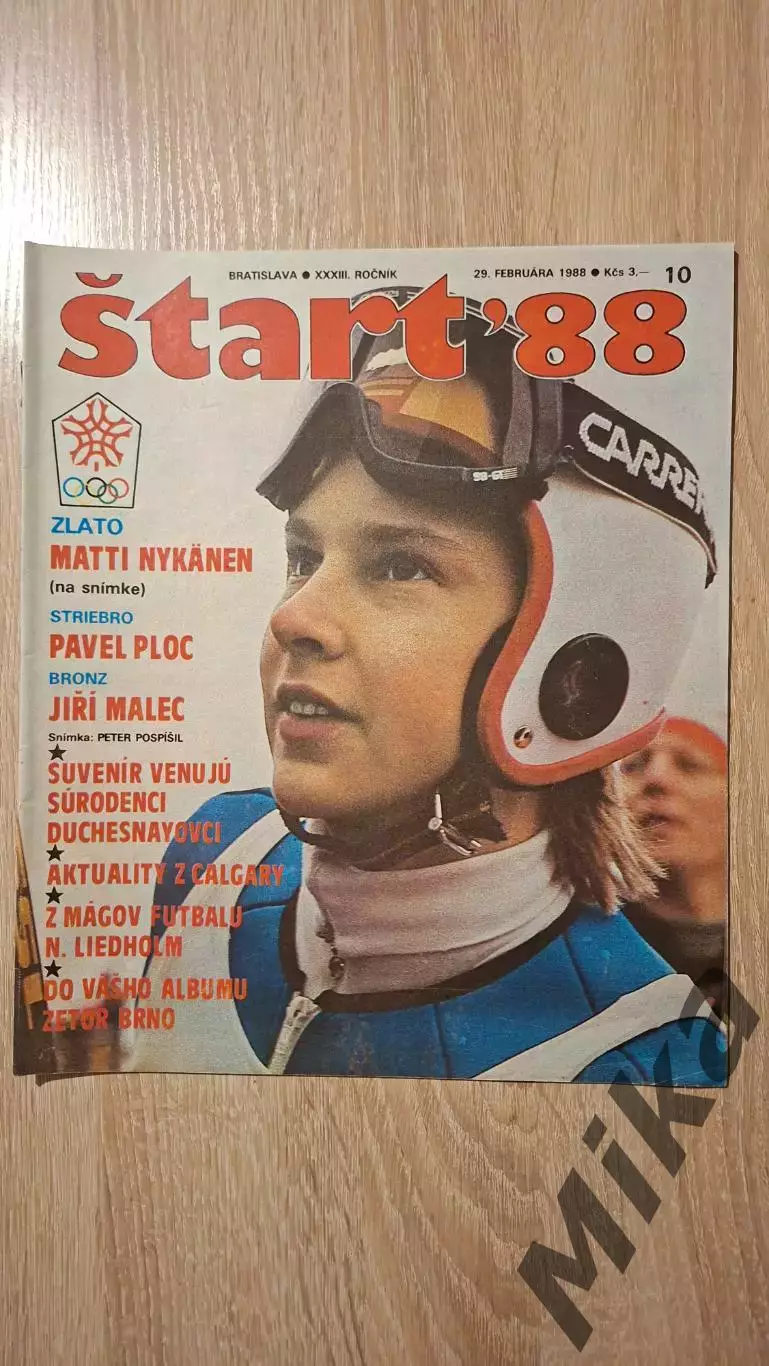 BRATISLAVA ● XXXIII. ROČNÍK 29. FEBRUÁRA 1988 ● Kčs 3,— 10
Štart '88
CARRE
ZLATO
MATTI NYKÄNEN
(na snímke)
STRIEBRO
PAVEL PLOC
BRONZ
JIŘÍ MALEC
Snímka: PETER POSPÍŠIL
★
SUVENÍR VENUJÚ
SÚRODENCI
DUCHESNAYOVCI
★
AKTUALITY Z CALGARY
★
Z MÁGOV FUTBALU
N. LIEDHOLM
★
DO VÁŠHO ALBUMU
ZETOR BRNO
Mika